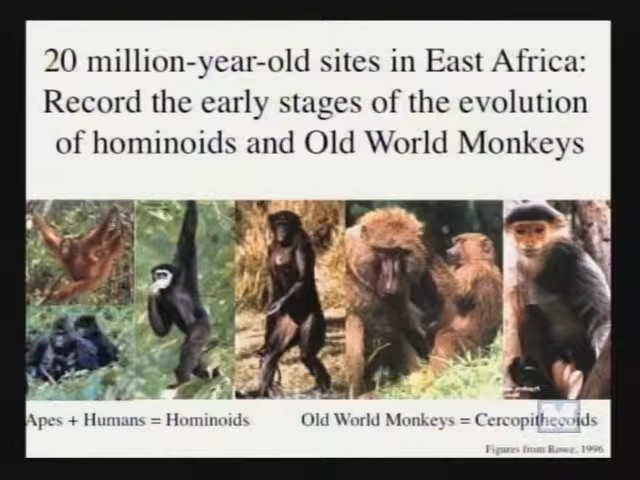 20 million-year-old sites in East Africa:
Record the early stages of the evolution
of hominoids and Old World Monkeys
Apes + Humans = Hominoids
Old World Monkeys = Cercopithecoids
Figures from Rowe, 1996